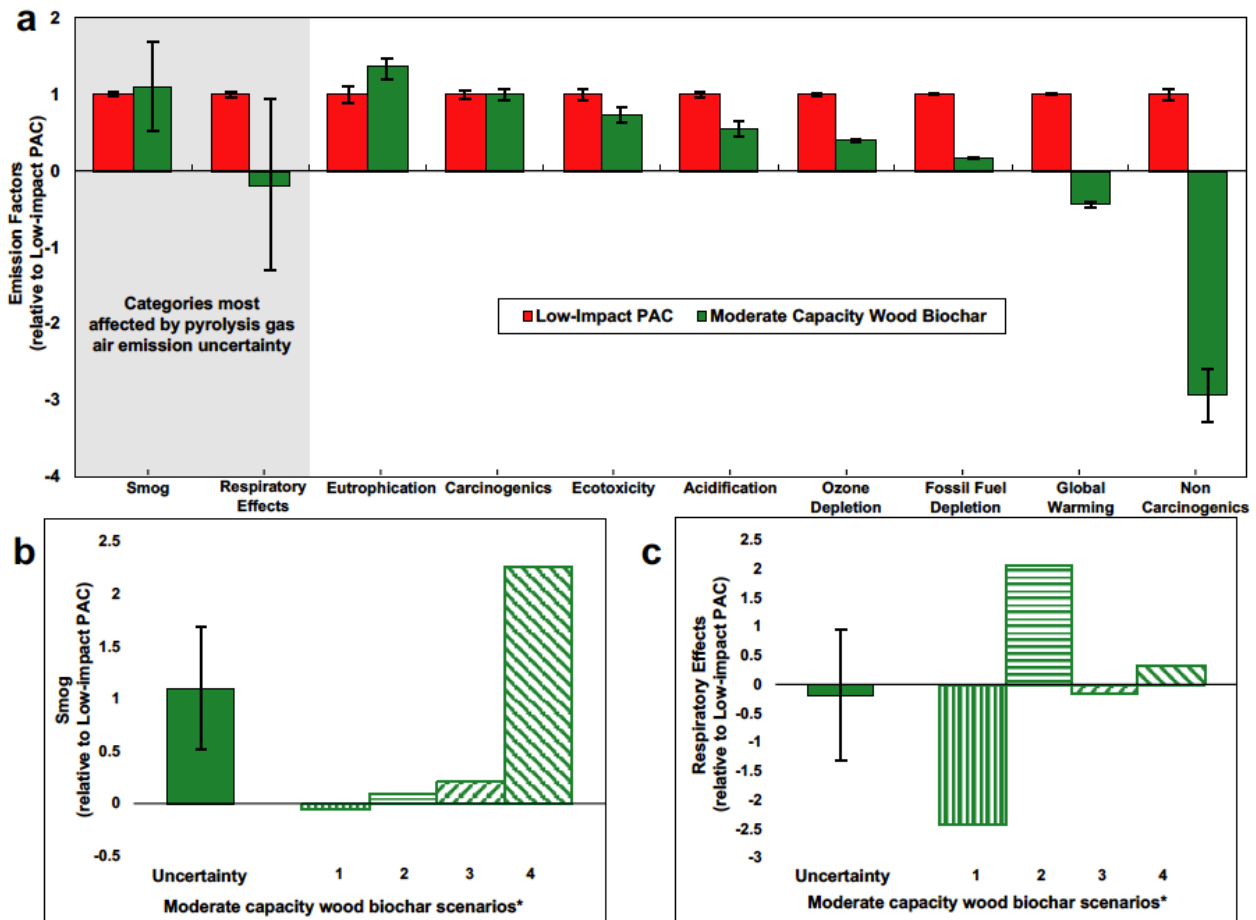 a
2
1
0
-1
-2
-3
-4
Emission Factors
(relative to Low-impact PAC)
Categories most
affected by pyrolysis gas
air emission uncertainty
Low-Impact PAC Moderate Capacity Wood Biochar
Smog
Respiratory
Effects
Eutrophication
Carcinogenics
Ecotoxicity
Acidification
Ozone
Depletion
Fossil Fuel
Depletion
Global
Warming
Non
Carcinogenics
b
2.5
2
1.5
1
0.5
0
-0.5
Smog
(relative to Low-impact PAC)
Uncertainty 1 2 3 4
Moderate capacity wood biochar scenarios*
c
2.5
2
1.5
1
0.5
0
-0.5
-1
-1.5
-2
-2.5
-3
Respiratory Effects
(relative to Low-impact PAC)
Uncertainty 1 2 3 4
Moderate capacity wood biochar scenarios*